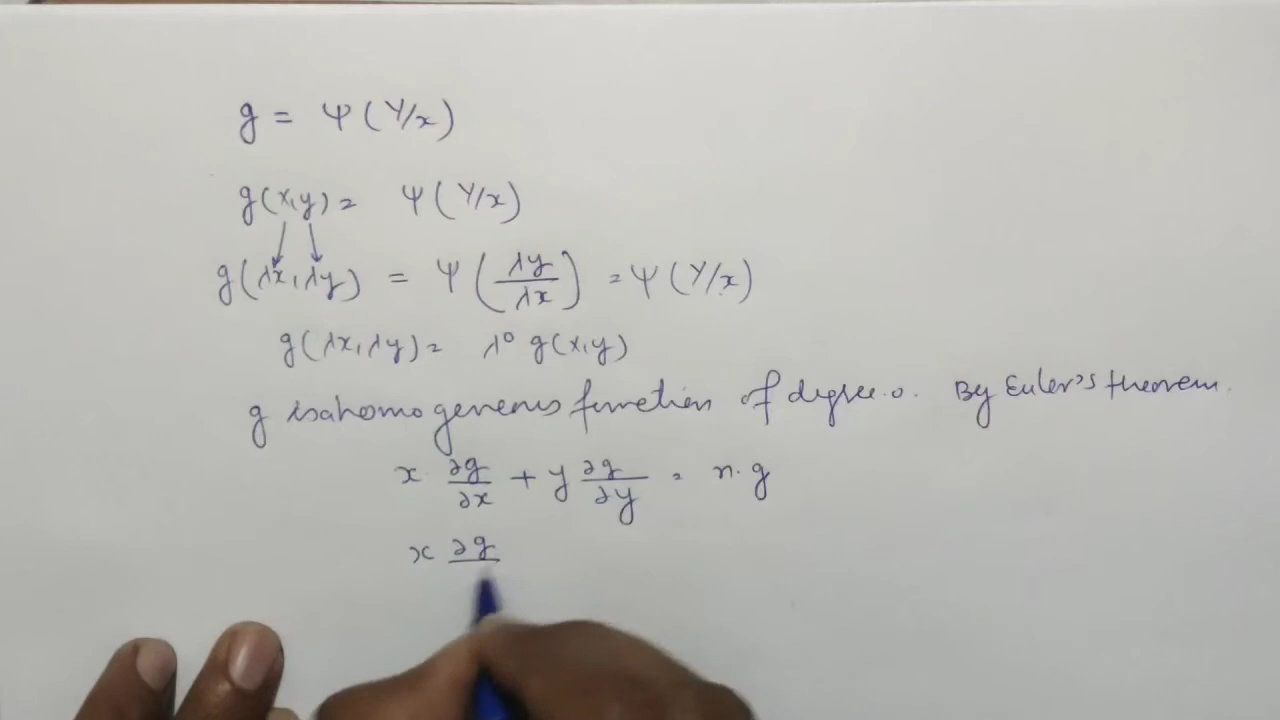 g = Ψ(Y/x)
g(x,y) = Ψ(Y/x)
g(λx,λy) = Ψ(λy/λx) = Ψ(Y/x)
g(λx,λy) = λ⁰ g(x,y)
g is a homogeneous function of degree 0. By Euler's theorem.
x ∂g/∂x + y ∂g/∂y = n.g
x ∂g